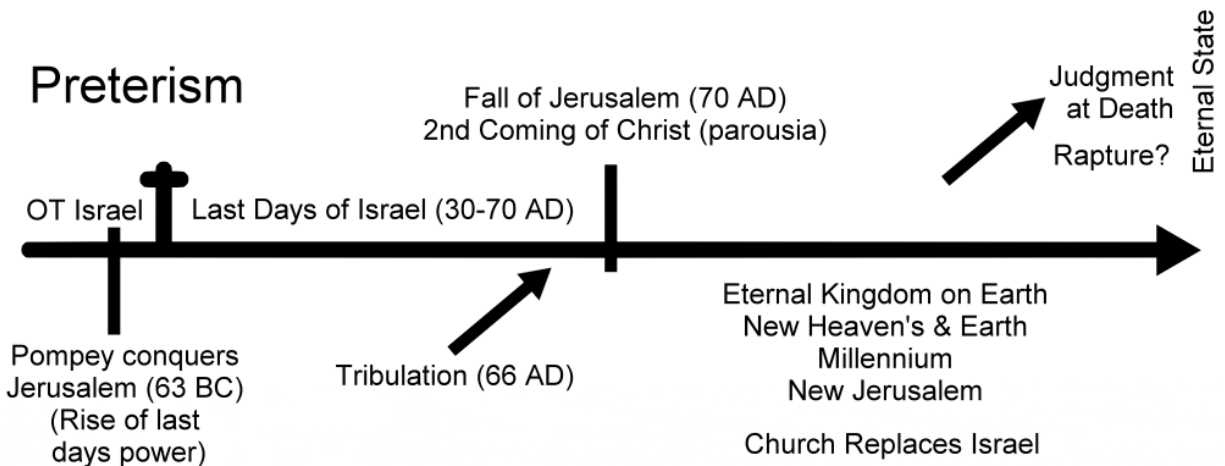 Preterism
OT Israel
Last Days of Israel (30-70 AD)
Fall of Jerusalem (70 AD)
2nd Coming of Christ (parousia)
Judgment
at Death
Rapture?
Eternal State
Pompey conquers
Jerusalem (63 BC)
(Rise of last
days power)
Tribulation (66 AD)
Eternal Kingdom on Earth
New Heaven's & Earth
Millennium
New Jerusalem
Church Replaces Israel